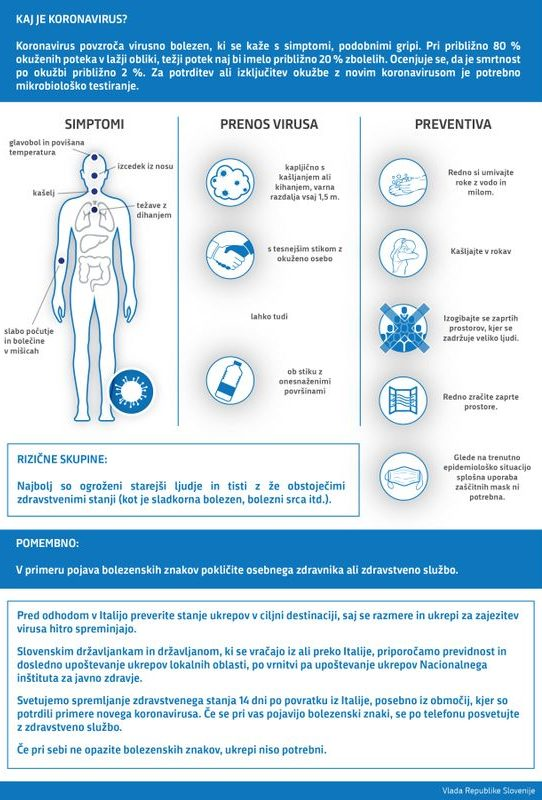 KAJ JE KORONAVIRUS?
Koronavirus povzroča virusno bolezen, ki se kaže s simptomi, podobnimi gripi. Pri približno 80 %
okuženih poteka v lažji obliki, težji potek naj bi imelo približno 20 % zbolelih. Ocenjuje se, da je smrtnost
po okužbi približno 2 %. Za potrditev ali izključitev okužbe z novim koronavirusom je potrebno
mikrobiološko testiranje.
SIMPTOMI
glavobol in povišana
temperatura
izcedek iz nosu
kašelj
težave z
dihanjem
slabo počutje
in bolečine
v mišicah
PRENOS VIRUSA
kapljično s
kašljanjem ali
kihanjem, varna
razdalja vsaj 1,5 m.
s tesnejšim stikom z
okuženo osebo
lahko tudi
ob stiku z
onesnaženimi
površinami
PREVENTIVA
Redno si umivajte
roke z vodo in
milom.
Kašljajte v rokav
Izogibajte se zaprtih
prostorov, kjer se
zadržuje veliko ljudi.
Redno zračite zaprte
prostore.
Glede na trenutno
epidemiološko situacijo
splošna uporaba
zaščitnih mask ni
potrebna.
RIZIČNE SKUPINE:
Najbolj so ogroženi starejši ljudje in tisti z že obstoječimi
zdravstvenimi stanji (kot je sladkorna bolezen, bolezni srca itd.).
POMEMBNO:
V primeru pojava bolezenskih znakov pokličite osebnega zdravnika ali zdravstveno službo.
Pred odhodom v Italijo preverite stanje ukrepov v ciljni destinaciji, saj se razmere in ukrepi za zajezitev
virusa hitro spreminjajo.
Slovenskim državljankam in državljanom, ki se vračajo iz ali preko Italije, priporočamo previdnost in
dosledno upoštevanje ukrepov lokalnih oblasti, po vrnitvi pa upoštevanje ukrepov Nacionalnega
inštituta za javno zdravje.
Svetujemo spremljanje zdravstvenega stanja 14 dni po povratku iz Italije, posebno iz območij, kjer so
potrdili primere novega koronavirusa. Če se pri vas pojavijo bolezenski znaki, se po telefonu posvetujte
z zdravstveno službo.
Če pri sebi ne opazite bolezenskih znakov, ukrepi niso potrebni.
Vlada Republike Slovenije